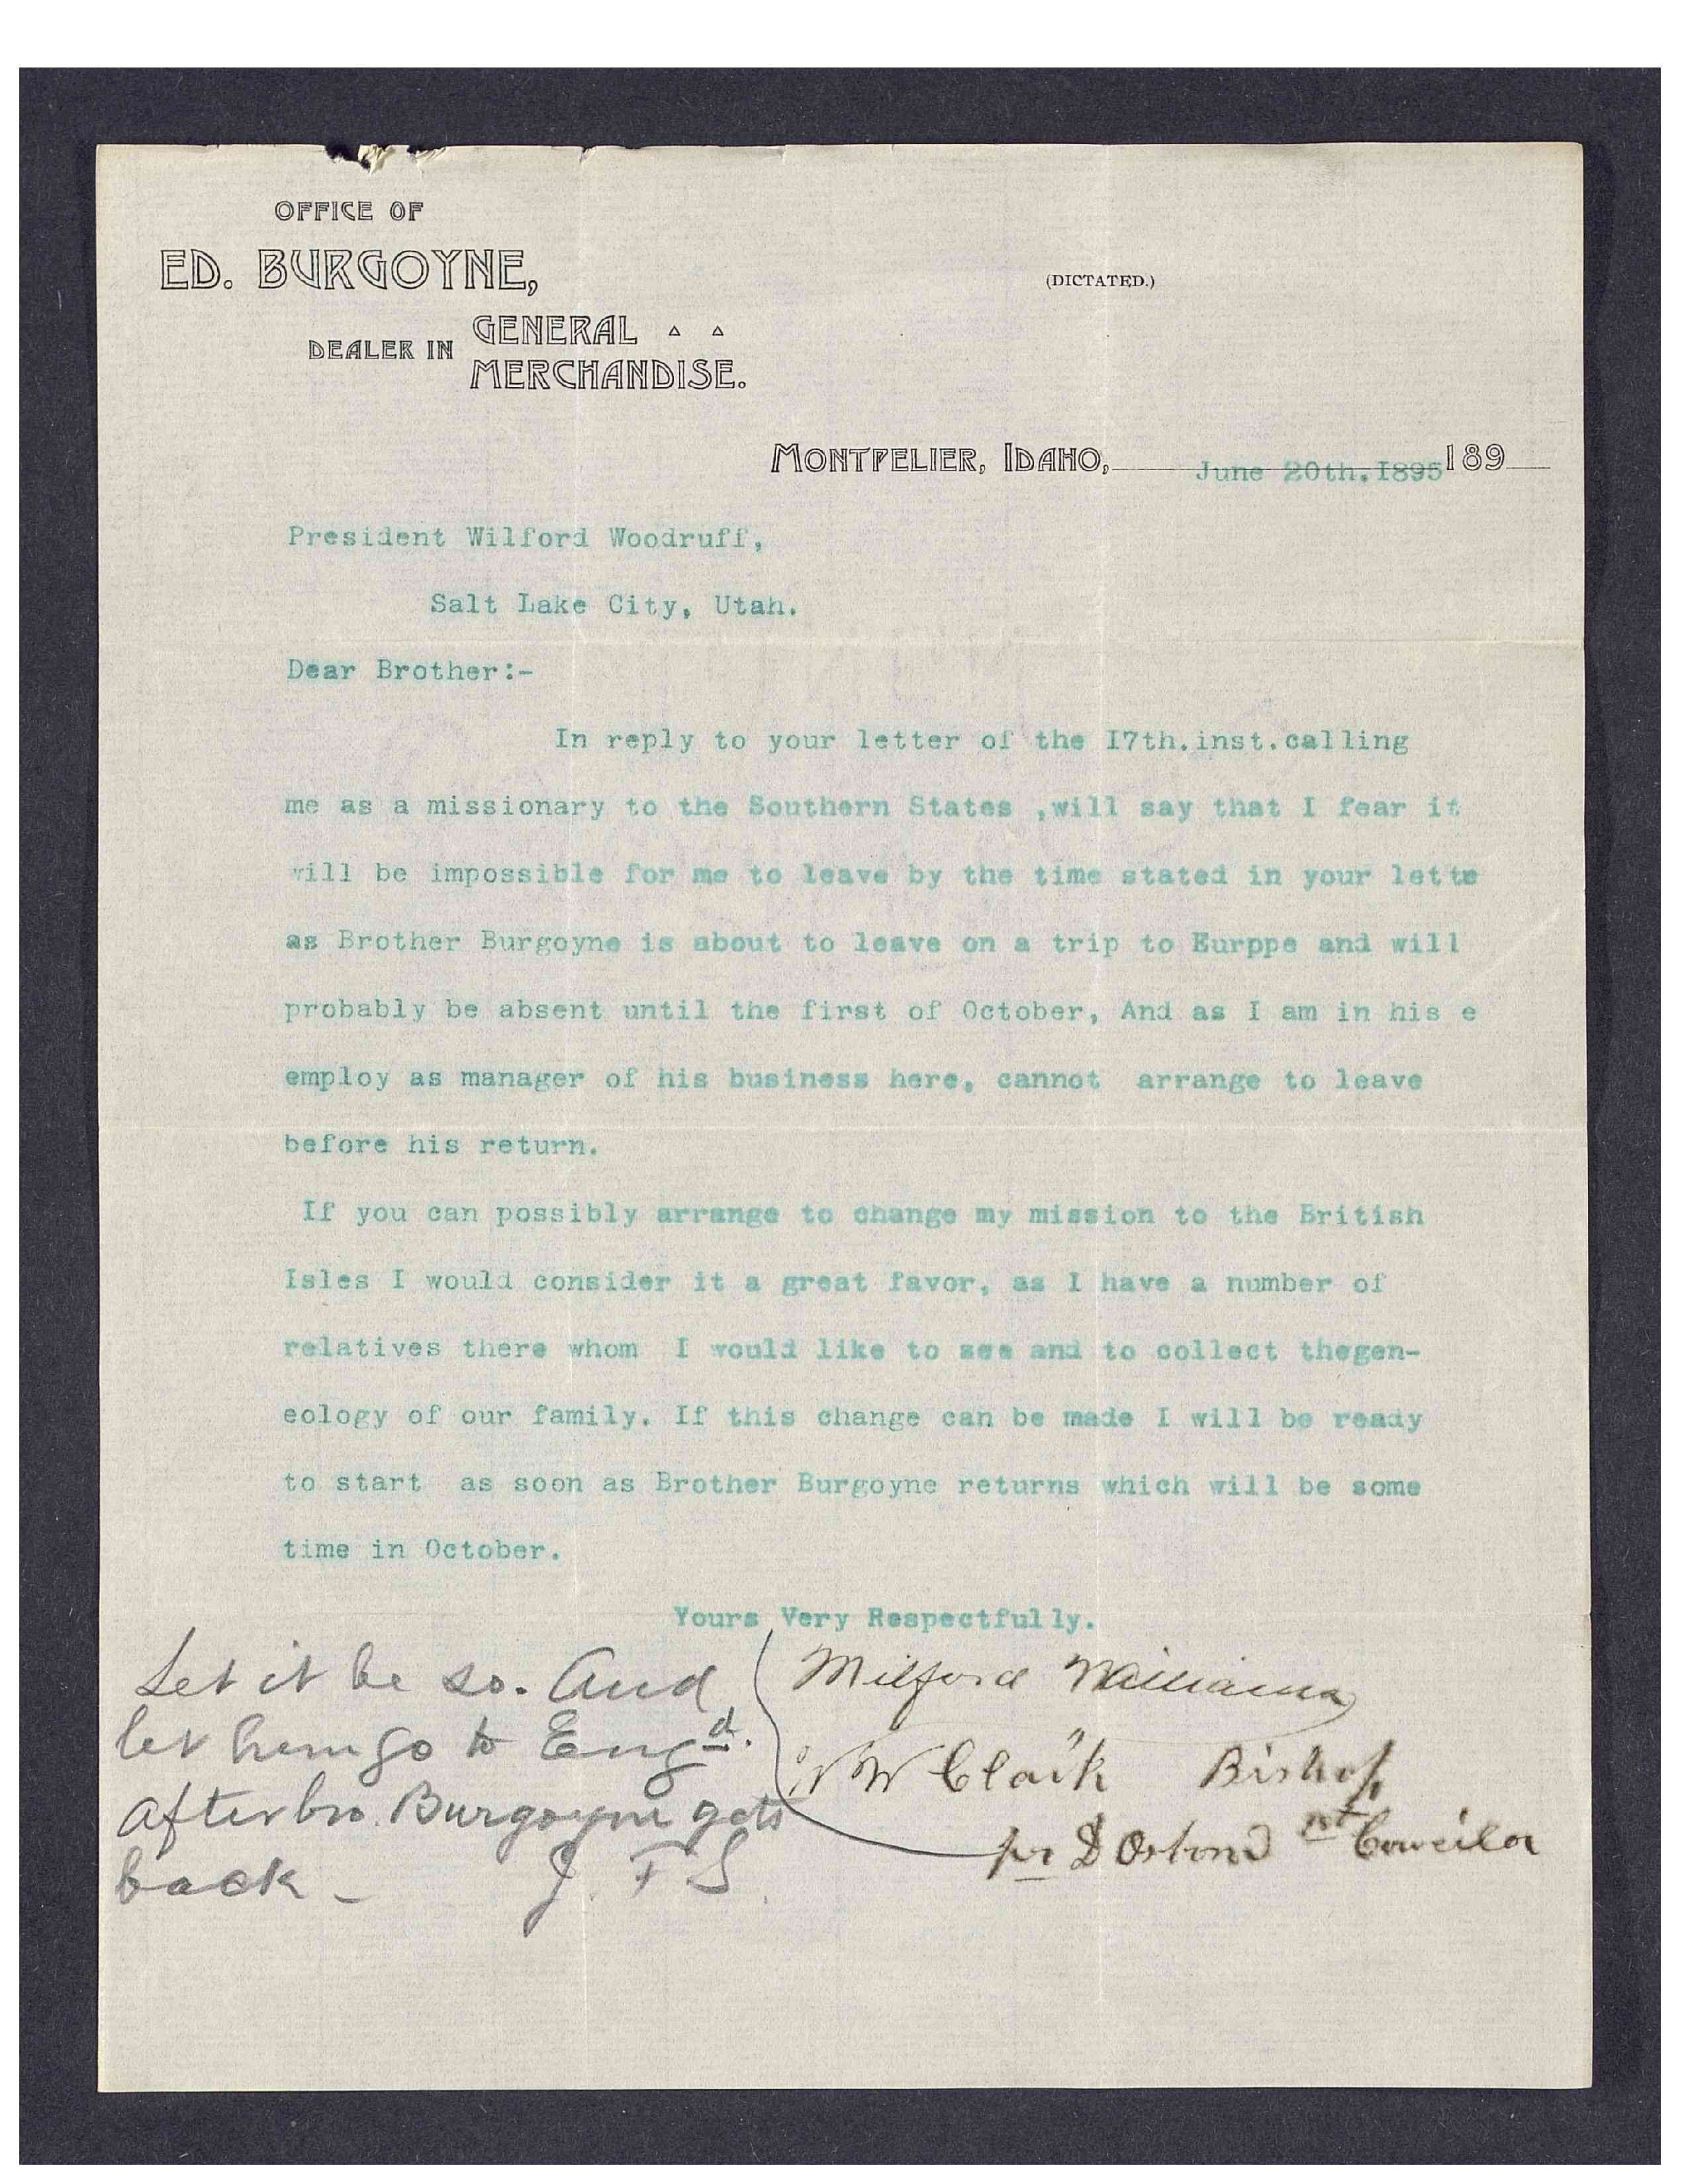 OFFICE OF
ED. BURGOYNE,
(DICTATED.)
DEALER IN GENERAL
MERCHANDISE.
MONTPELIER, IDAHO, June 20th. I895 189
President Wilford Woodruff,
Salt Lake City, Utah.
Dear Brother:-
In reply to your letter of the I7th.inst.calling
me as a missionary to the Southern States ,will say that I fear it
will be impossible for me to leave by the time stated in your lette
as Brother Burgoyne is about to leave on a trip to Eurppe and will
probably be absent until the first of October, And as I am in his e
employ as manager of his business here, cannot arrange to leave
before his return.
If you can possibly arrange to change my mission to the British
Isles I would consider it a great favor, as I have a number of
relatives there whom I would like to see and to collect thegen-
eology of our family. If this change can be made I will be ready
to start as soon as Brother Burgoyne returns which will be some
time in October.
Yours Very Respectfully.
Milford Williams
W Clark Bishop
pr D Osbond 1st Council
Let it be so. And
let him go to Engd.
after bro. Burgoyne gets
back – J. F. S.